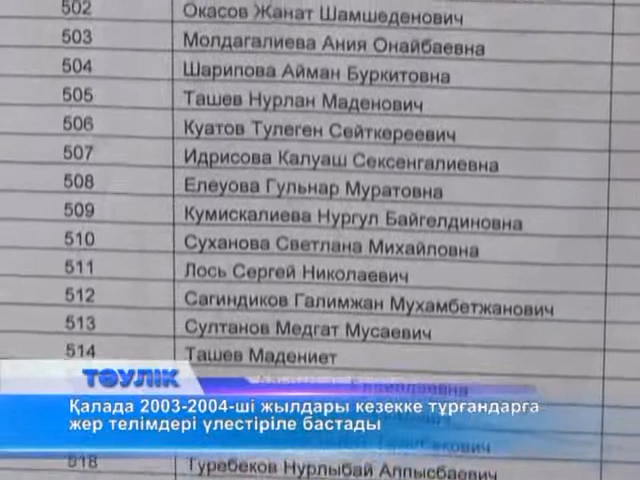 502 Окасов Жанат Шамшеденович
503 Молдагалиева Ания Онайбаевна
504 Шарипова Айман Буркитовна
505 Ташев Нурлан Маденович
506 Куатов Тулеген Сейткереевич
507 Идрисова Калуаш Сексенгалиевна
508 Елеуова Гульнар Муратовна
509 Кумискалиева Нургул Байгелдиновна
510 Суханова Светлана Михайловна
511 Лось Сергей Николаевич
512 Сагиндиков Галимжан Мухамбетжанович
513 Султанов Медгат Мусаевич
514 Ташев Мадениет
ТӘУЛІК
Қалада 2003-2004-ші жылдары кезекке тұрғандарға
жер телімдері үлестіріле бастады
518 Туребеков Нурлыбай Алпысбаевич